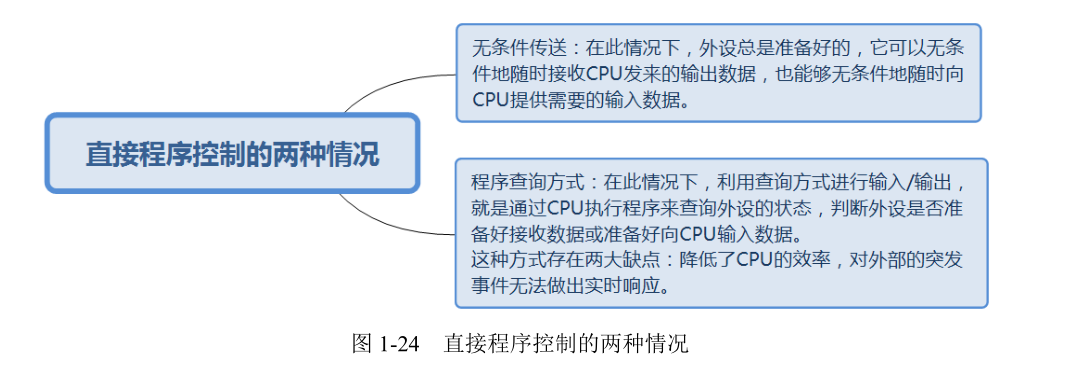 无条件传送：在此情况下，外设总是准备好的，它可以无条
件地随时接收CPU发来的输出数据，也能够无条件地随时向
CPU提供需要的输入数据。
直接程序控制的两种情况
程序查询方式：在此情况下，利用查询方式进行输入/输出，
就是通过CPU执行程序来查询外设的状态，判断外设是否准
备好接收数据或准备好向CPU输入数据。
这种方式存在两大缺点：降低了CPU的效率，对外部的突发
事件无法做出实时响应。
图 1-24 直接程序控制的两种情况